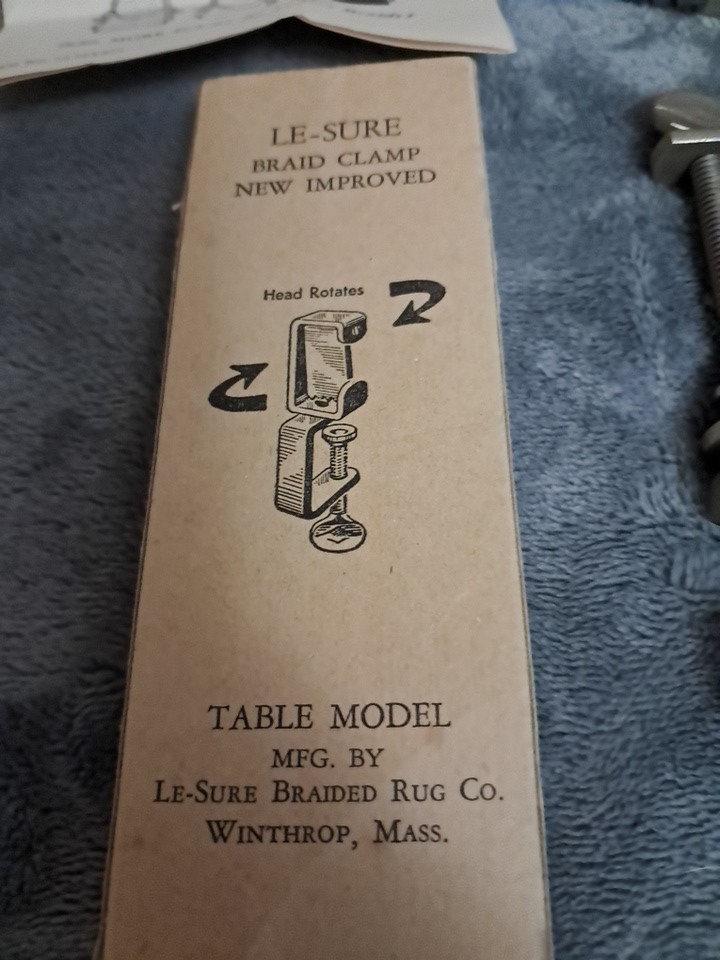 LE-SURE
BRAID CLAMP
NEW IMPROVED
Head Rotates
TABLE MODEL
MFG. BY
LE-SURE BRAIDED RUG CO.
WINTHROP, MASS.